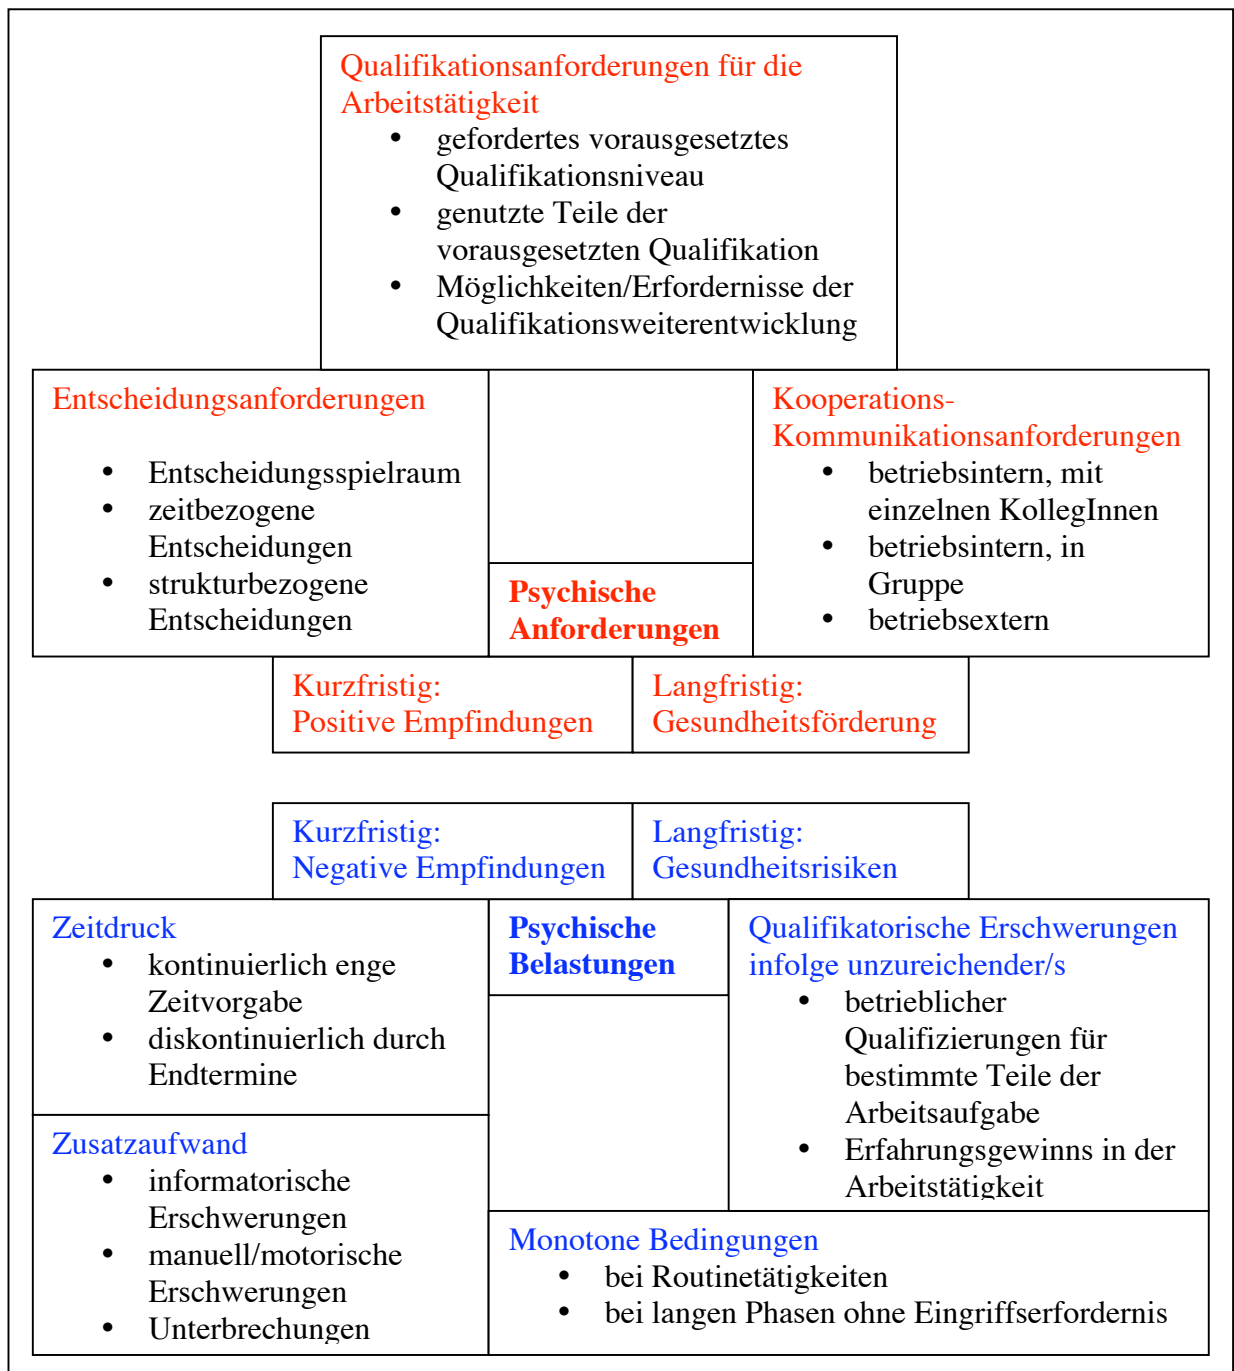 Qualifikationsanforderungen für die
Arbeitstätigkeit
• gefordertes vorausgesetztes
Qualifikationsniveau
• genutzte Teile der
vorausgesetzten Qualifikation
• Möglichkeiten/Erfordernisse der
Qualifikationsweiterentwicklung
Entscheidungsanforderungen
• Entscheidungsspielraum
• zeitbezogene
Entscheidungen
• strukturbezogene
Entscheidungen
Psychische
Anforderungen
Kooperations-
Kommunikationsanforderungen
• betriebsintern, mit
einzelnen KollegInnen
• betriebsintern, in
Gruppe
• betriebsextern
Kurzfristig:
Positive Empfindungen
Langfristig:
Gesundheitsförderung
Kurzfristig:
Negative Empfindungen
Langfristig:
Gesundheitsrisiken
Zeitdruck
• kontinuierlich enge
Zeitvorgabe
• diskontinuierlich durch
Endtermine
Psychische
Belastungen
Qualifikatorische Erschwerungen
infolge unzureichender/s
• betrieblicher
Qualifizierungen für
bestimmte Teile der
Arbeitsaufgabe
• Erfahrungsgewinns in der
Arbeitstätigkeit
Zusatzaufwand
• informatorische
Erschwerungen
• manuell/motorische
Erschwerungen
• Unterbrechungen
Monotone Bedingungen
• bei Routinetätigkeiten
• bei langen Phasen ohne Eingriffserfordernis